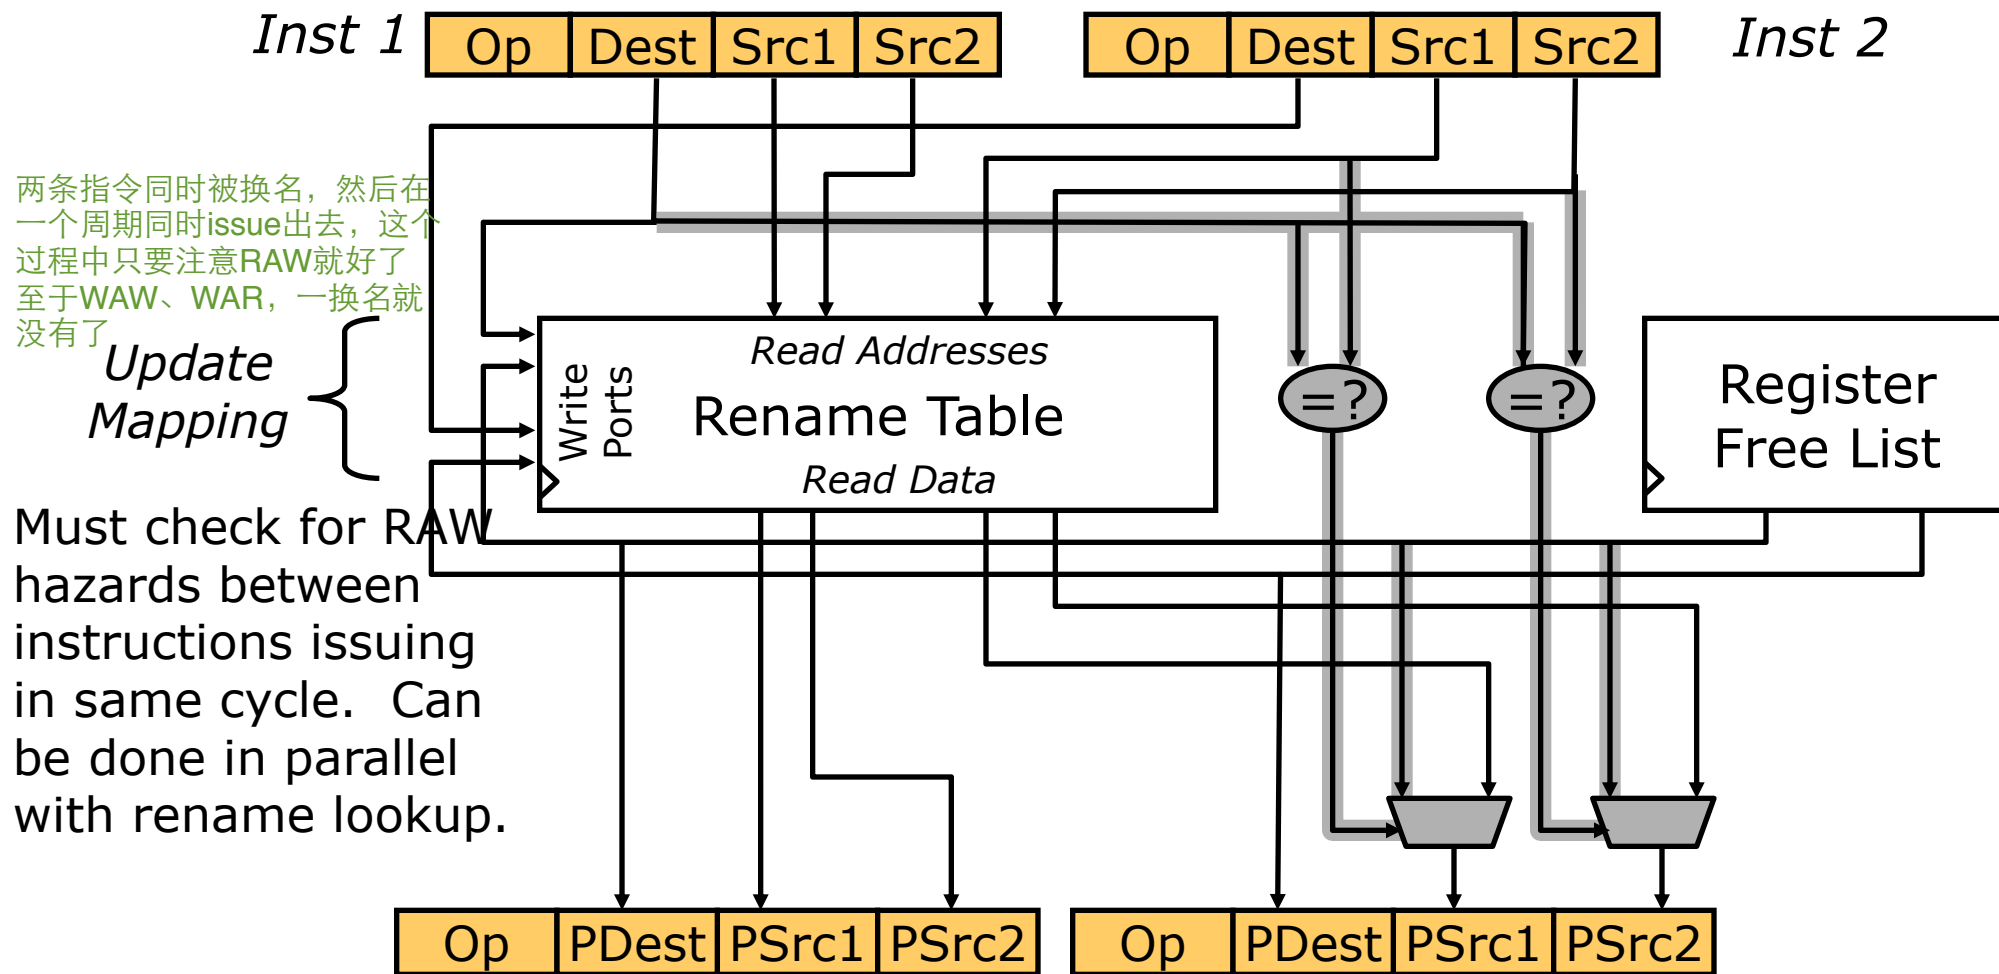 Inst 1 Op Dest Src1 Src2 Op Dest Src1 Src2 Inst 2
两条指令同时被换名，然后在
一个周期同时issue出去，这个
过程中只要注意RAW就好了
至于WAW、WAR，一换名就
没有了
Update
Mapping
Write
Ports
Read Addresses
Rename Table
Read Data
=?
=?
Register
Free List
Must check for RAW
hazards between
instructions issuing
in same cycle. Can
be done in parallel
with rename lookup.
Op PDest PSrc1 PSrc2 Op PDest PSrc1 PSrc2